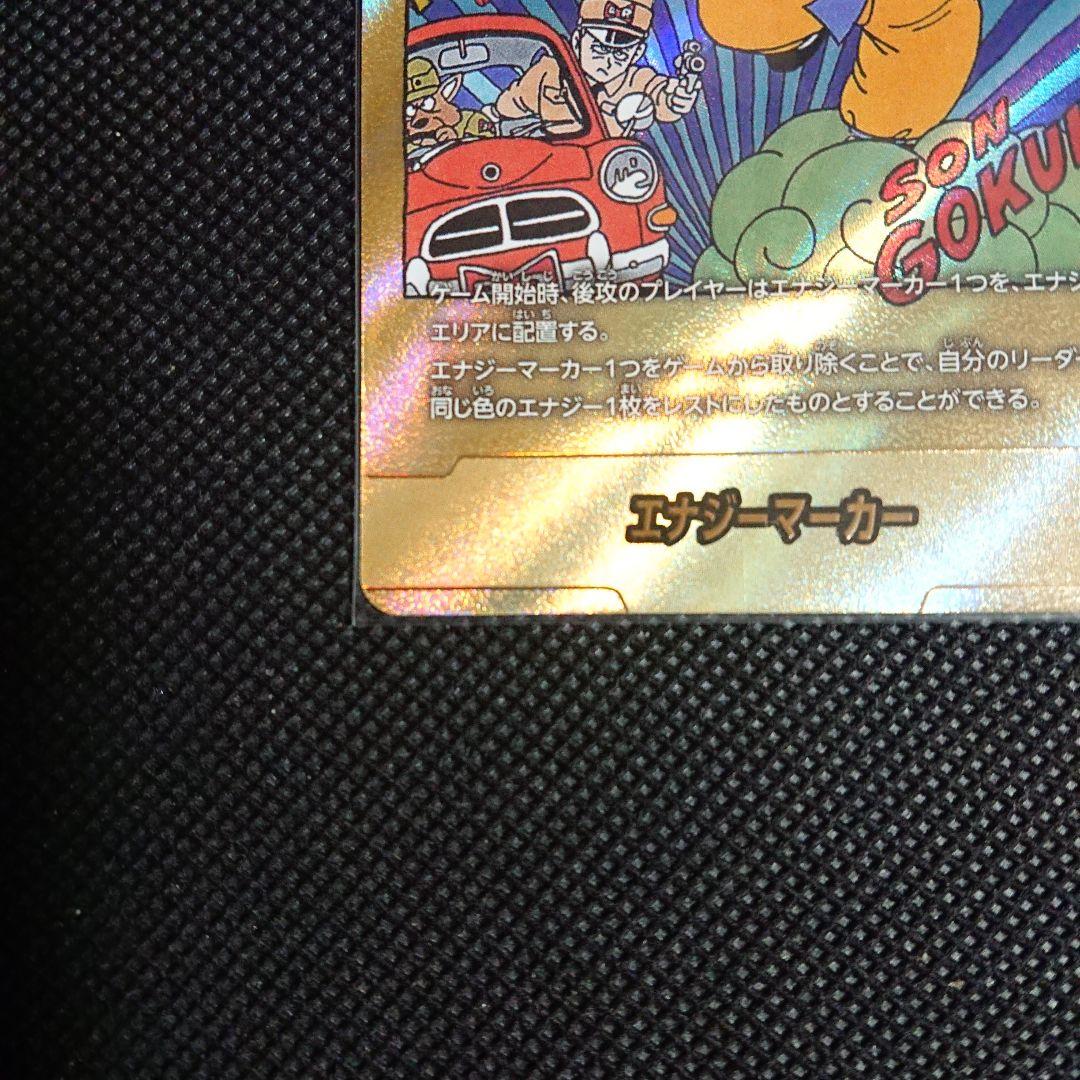 SON
GOKU
ゲーム開始時、後攻のプレイヤーはエナジーマーカー1つを、エナジ
エリアに配置する。
エナジーマーカー1つをゲームから取り除くことで、自分のリーダ
同じ色のエナジー1枚をレストにしたものとすることができる。
エナジーマーカー